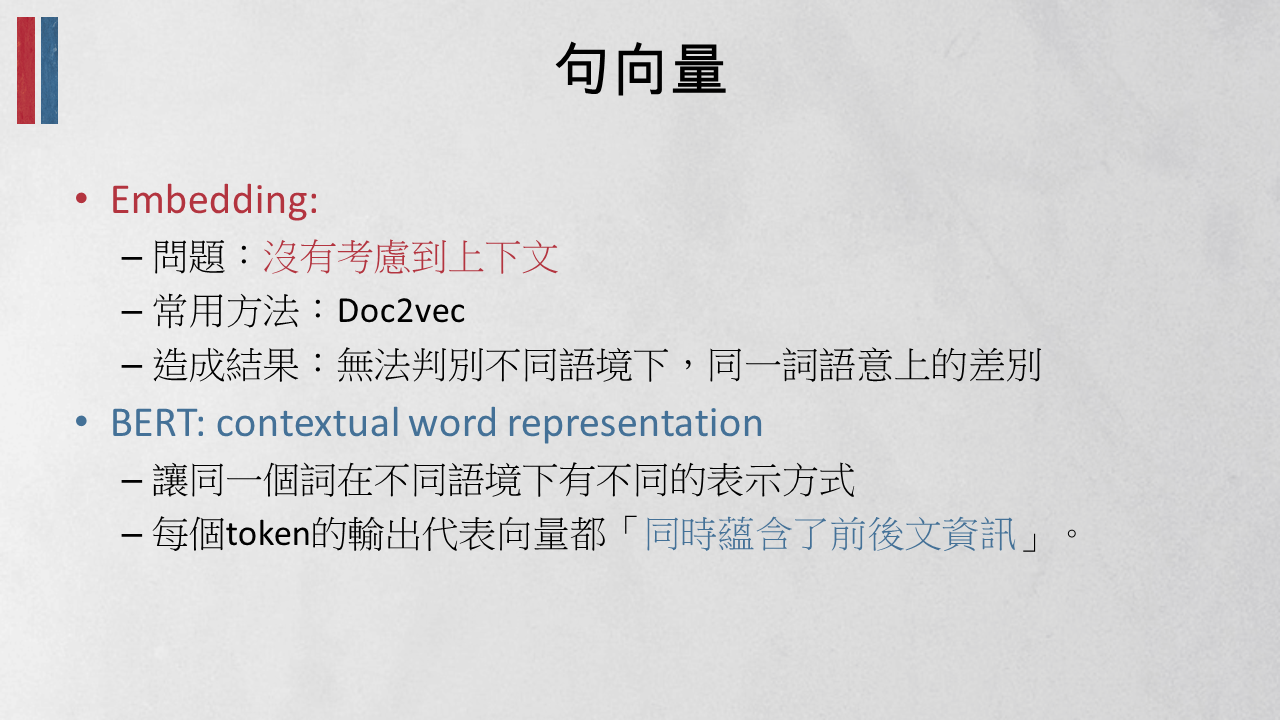 句向量
• Embedding:
– 問題：沒有考慮到上下文
– 常用方法：Doc2vec
– 造成結果：無法判別不同語境下，同一詞語意上的差別
• BERT: contextual word representation
– 讓同一個詞在不同語境下有不同的表示方式
– 每個token的輸出代表向量都「同時蘊含了前後文資訊」。